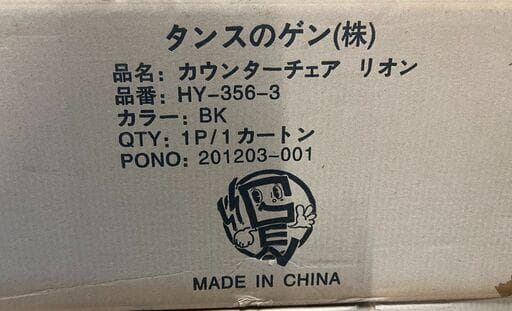 タンスのゲン(株)
品名: カウンターチェア リオン
品番: HY-356-3
カラー: BK
QTY: 1P/1カートン
PONO: 201203-001
GEN
MADE IN CHINA